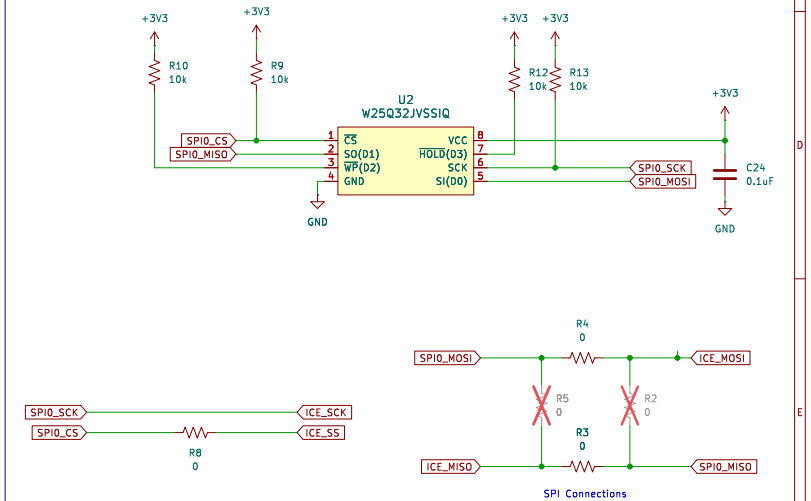 +3V3
+3V3
+3V3
+3V3
R10
10k
R9
10k
R12
10k
R13
10k
U2
W25Q32JVSSIQ
+3V3
SPI0_CS
1
CS
VCC
8
SPI0_MISO
2
SO(D1)
HOLD(D3)
7
3
WP(D2)
SCK
6
SPI0_SCK
4
GND
SI(D0)
5
SPI0_MOSI
C24
0.1uF
GND
GND
D
R4
0
SPI0_MOSI
ICE_MOSI
R5
0
R2
0
SPI0_SCK
ICE_SCK
SPI0_CS
ICE_SS
R8
0
R3
0
ICE_MISO
SPI0_MISO
SPI Connections
E